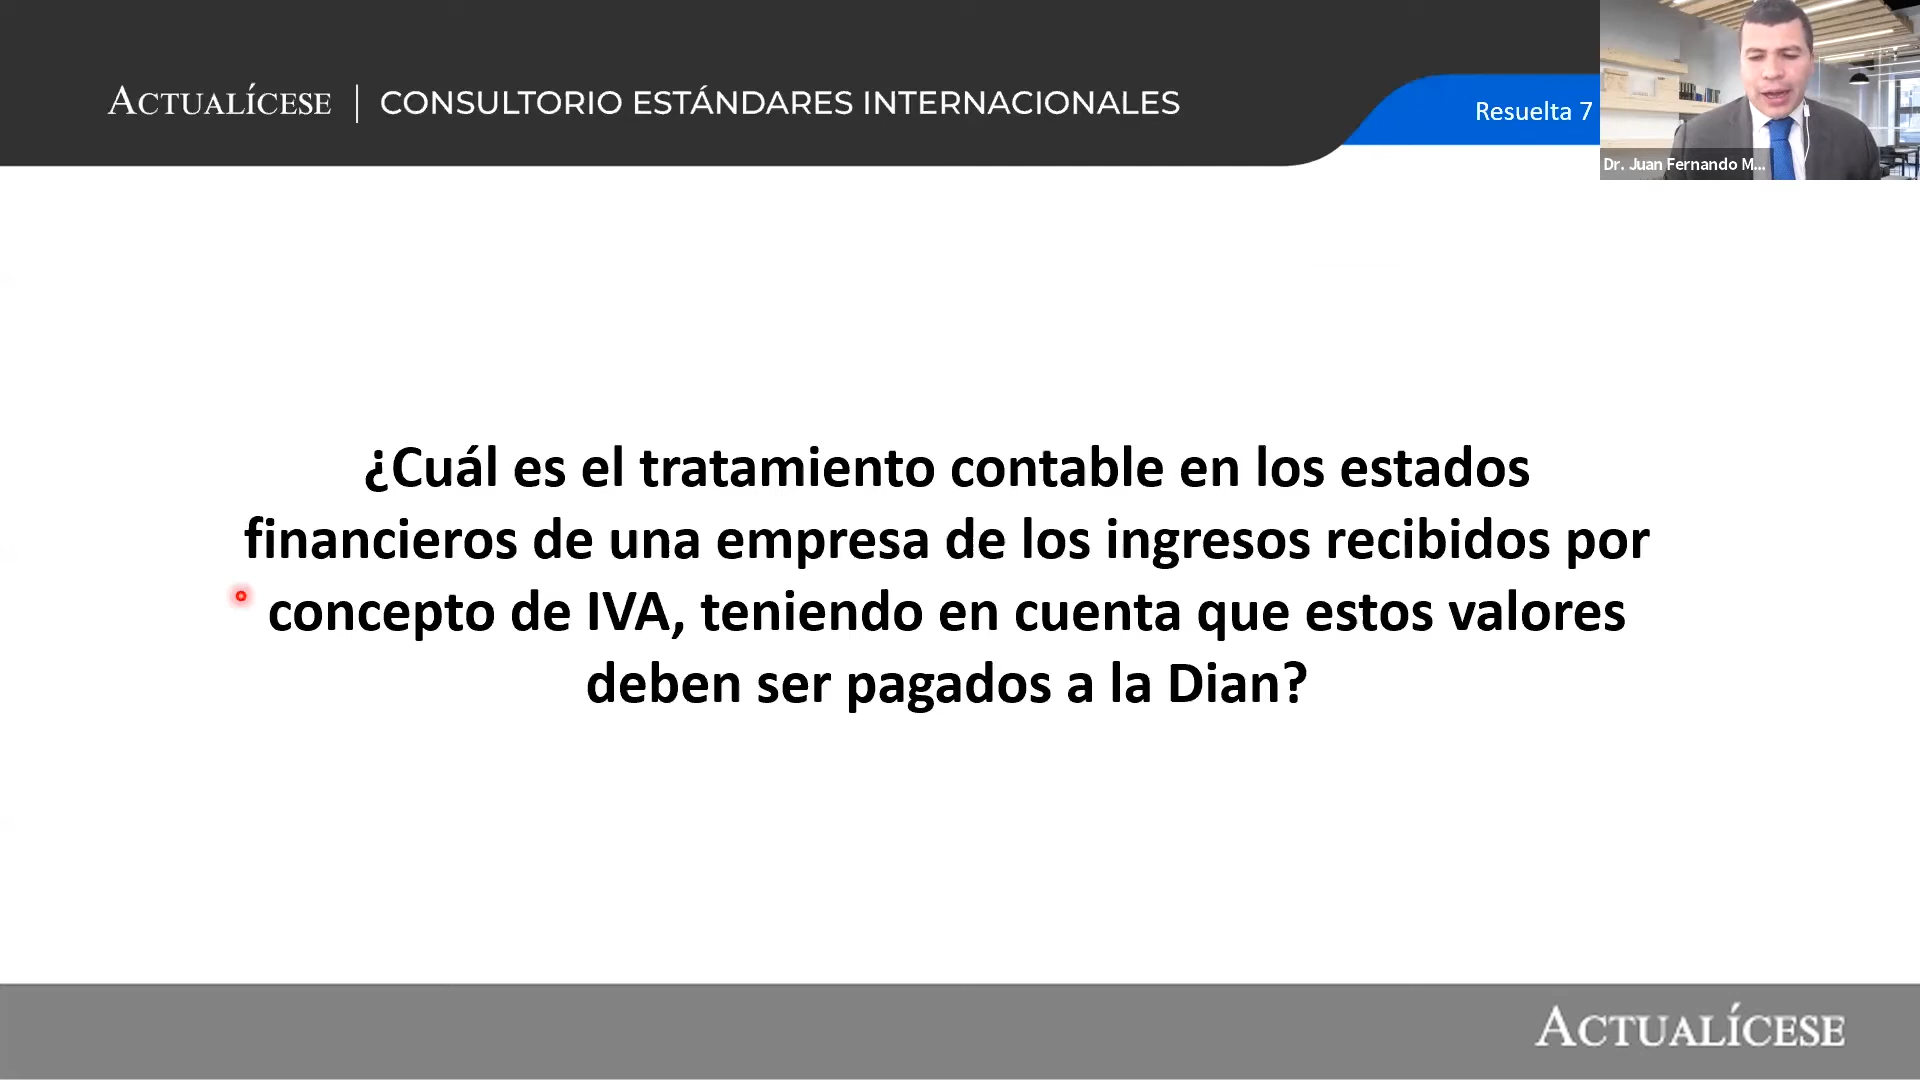 ACTUALÍCESE | CONSULTORIO ESTÁNDARES INTERNACIONALES
Resuelta 7
Dr. Juan Fernando M...
¿Cuál es el tratamiento contable en los estados
financieros de una empresa de los ingresos recibidos por
concepto de IVA, teniendo en cuenta que estos valores
deben ser pagados a la Dian?
ACTUALÍCESE